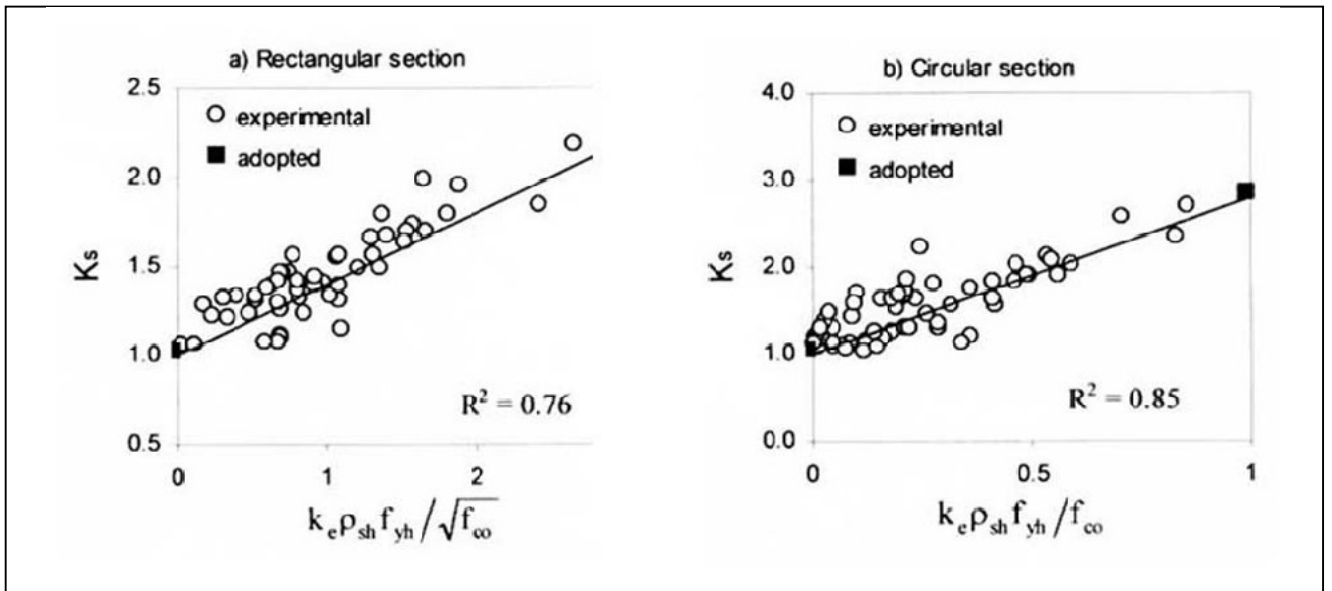 a) Rectangular section
2.5
experimental
adopted
2.0
1.5
Ks
1.0
R² = 0.76
0.5
0
1
2
kₑρₛₕfᵧₕ/√f_co
b) Circular section
4.0
experimental
adopted
3.0
Ks
2.0
1.0
R² = 0.85
0.0
0
0.5
1
kₑρₛₕfᵧₕ/f_co